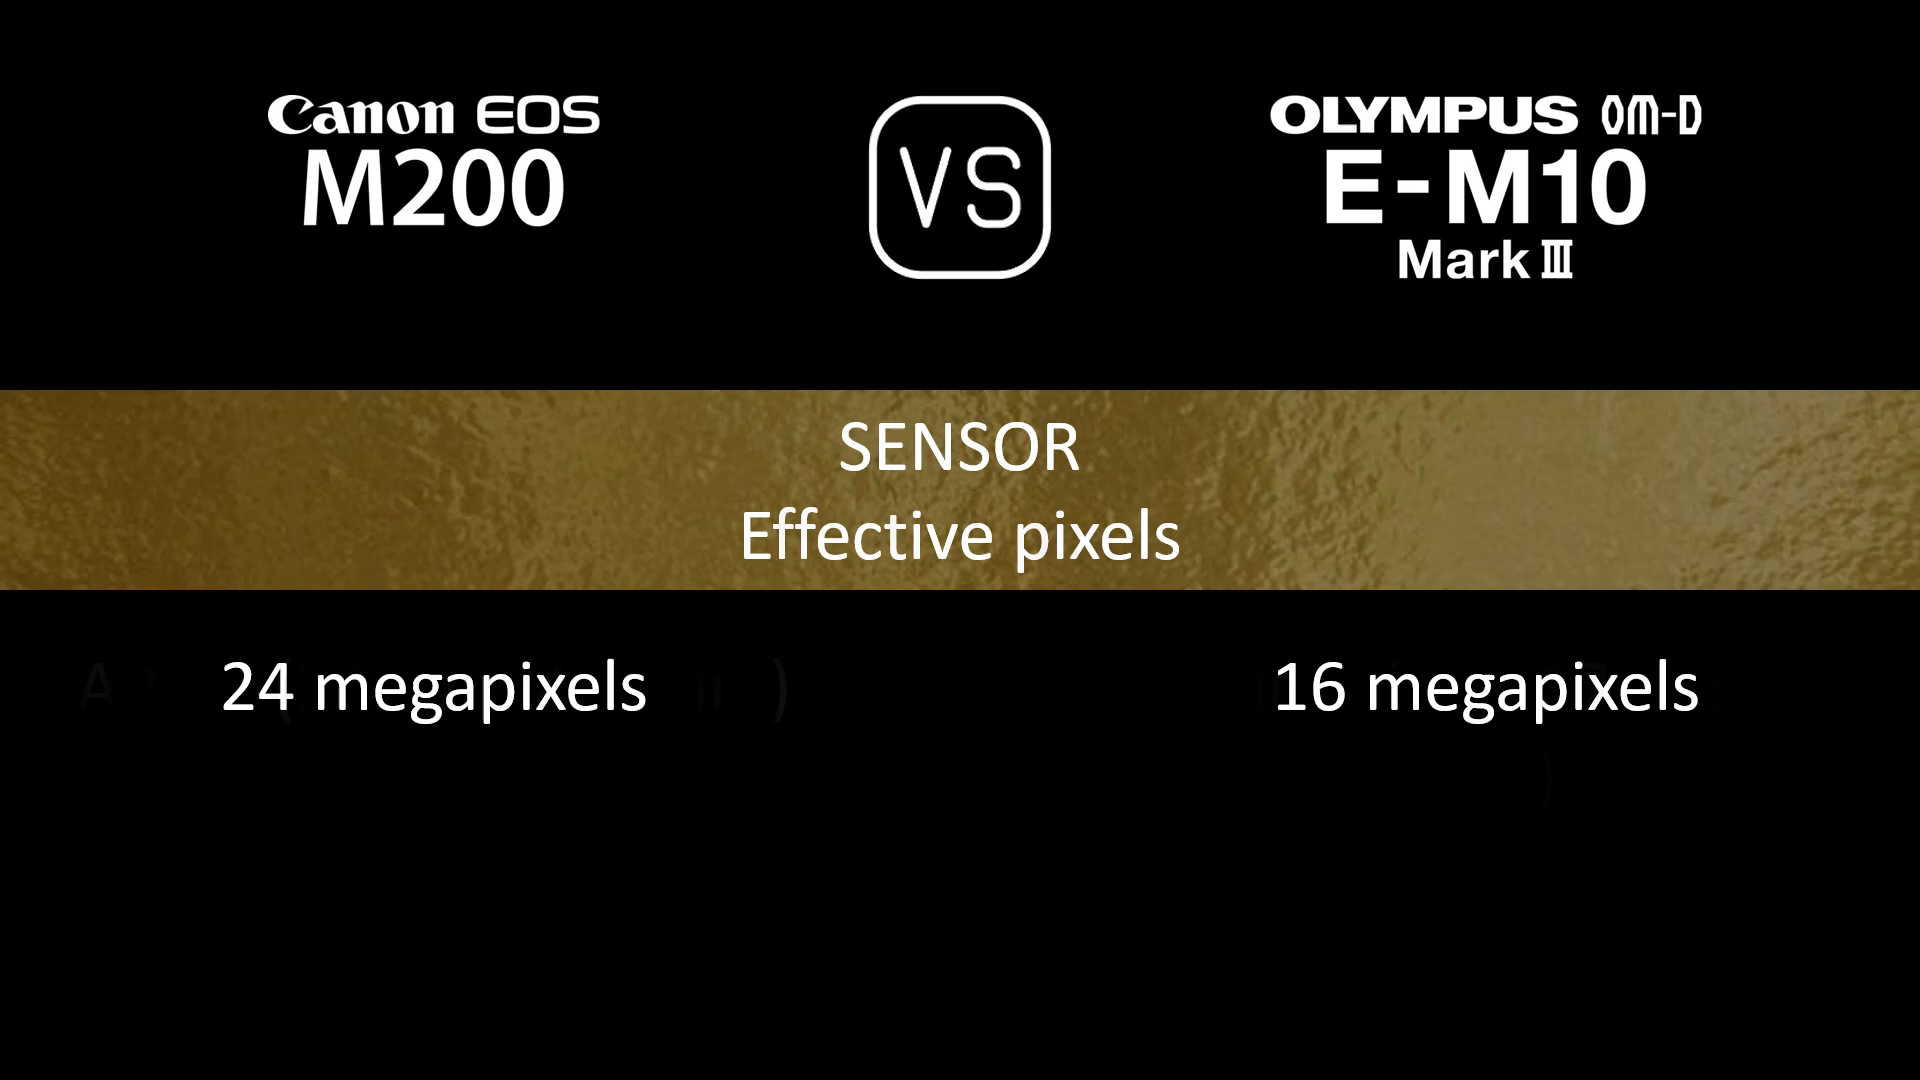 Canon EOS
M200
VS
OLYMPUS OM-D
E-M10
Mark III
SENSOR
Effective pixels
24 megapixels
16 megapixels